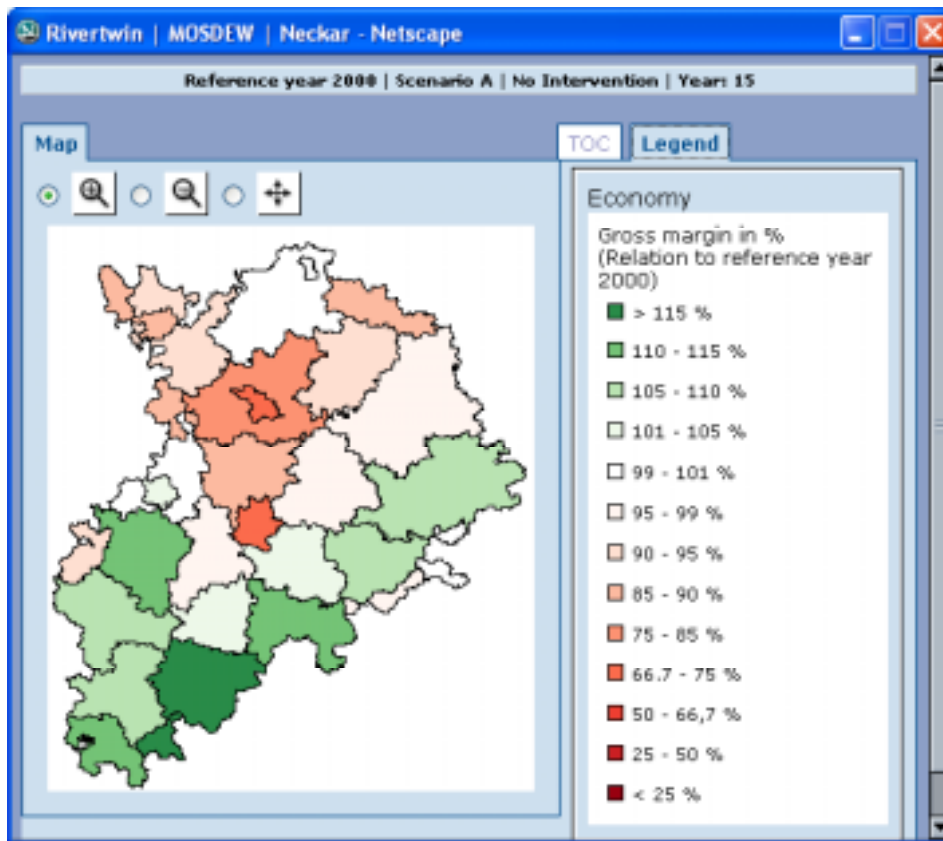 Rivertwin | MOSDEW | Neckar - Netscape
Reference year 2000 | Scenario A | No Intervention | Year: 15
Map
TOC
Legend
Economy
Gross margin in %
(Relation to reference year
2000)
> 115 %
110 - 115 %
105 - 110 %
101 - 105 %
99 - 101 %
95 - 99 %
90 - 95 %
85 - 90 %
75 - 85 %
66.7 - 75 %
50 - 66,7 %
25 - 50 %
< 25 %